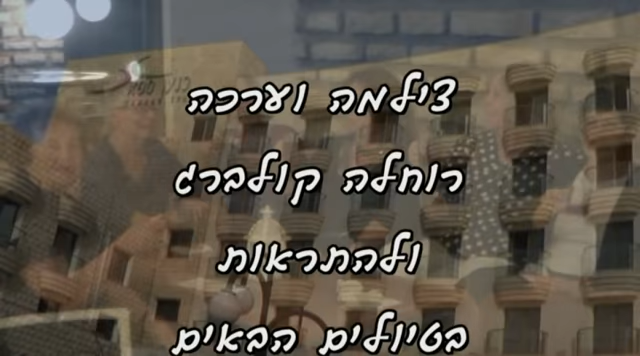 צילמה וערכה
רוחלה קולברג
ולהתראות
בטיולים הבאים